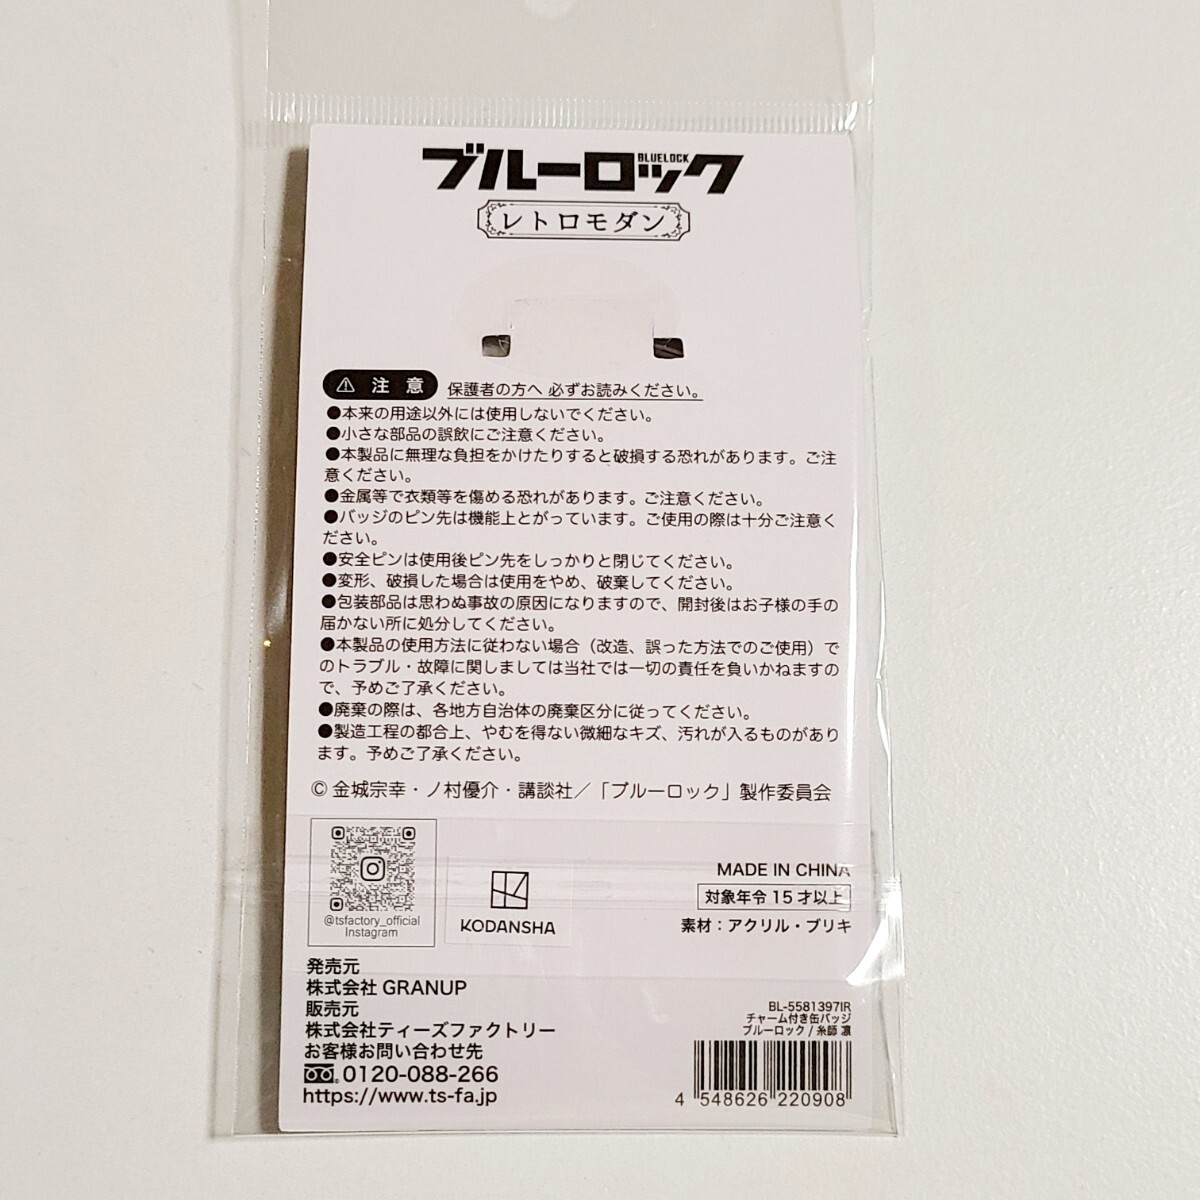 ブルーロック
BLUELOCK
レトロモダン
⚠ 注意 保護者の方へ 必ずお読みください。
●本来の用途以外には使用しないでください。
●小さな部品の誤飲にご注意ください。
●本製品に無理な負担をかけたりすると破損する恐れがあります。ご注
意ください。
●金属等で衣類等を傷める恐れがあります。ご注意ください。
●バッジのピン先は機能上とがっています。ご使用の際は十分ご注意く
ださい。
●安全ピンは使用後ピン先をしっかりと閉じてください。
●変形、破損した場合は使用をやめ、破棄してください。
●包装部品は思わぬ事故の原因になりますので、開封後はお子様の手の
届かない所に処分してください。
●本製品の使用方法に従わない場合（改造、誤った方法でのご使用）で
のトラブル・故障に関しましては当社では一切の責任を負いかねますの
で、予めご了承ください。
●廃棄の際は、各地方自治体の廃棄区分に従ってください。
●製造工程の都合上、やむを得ない微細なキズ、汚れが入るものがあり
ます。予めご了承ください。
© 金城宗幸・ノ村優介・講談社／「ブルーロック」製作委員会
@tsfactory_official
Instagram
KODANSHA
MADE IN CHINA
対象年令 15 才以上
素材：アクリル・ブリキ
発売元
株式会社 GRANUP
販売元
株式会社ティーズファクトリー
お客様お問い合わせ先
0120-088-266
https://www.ts-fa.jp
BL-5581397IR
チャーム付き缶バッジ
ブルーロック / 糸師 凛
4 548626 220908